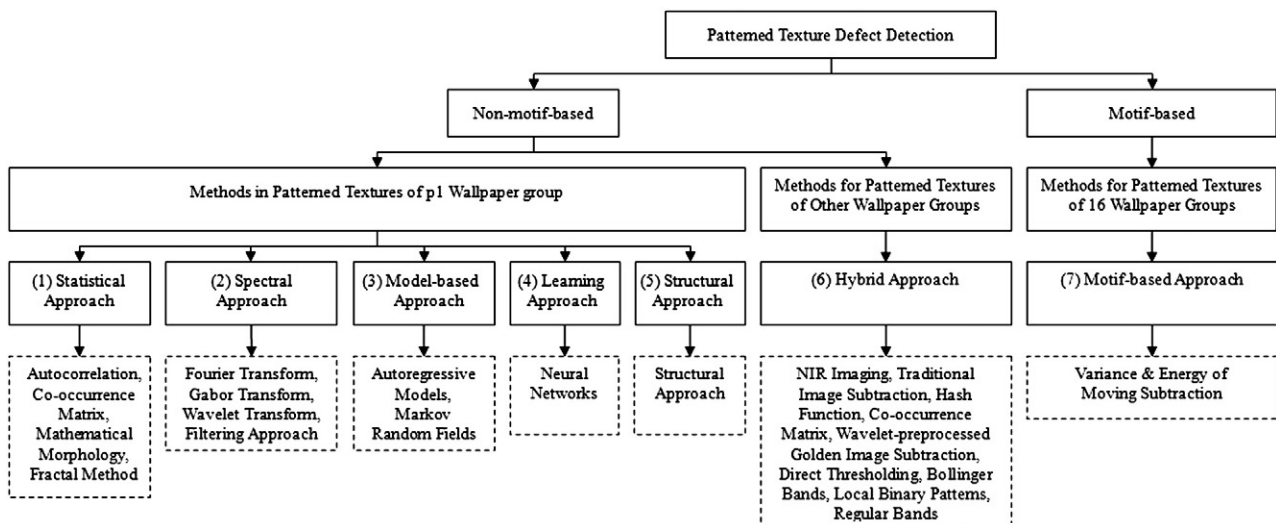 Patterned Texture Defect Detection
Non-motif-based
Motif-based
Methods in Patterned Textures of p1 Wallpaper group
Methods for Patterned Textures
of Other Wallpaper Groups
Methods for Patterned Textures
of 16 Wallpaper Groups
(1) Statistical
Approach
(2) Spectral
Approach
(3) Model-based
Approach
(4) Learning
Approach
(5) Structural
Approach
(6) Hybrid Approach
(7) Motif-based Approach
Autocorrelation,
Co-occurrence
Matrix,
Mathematical
Morphology,
Fractal Method
Fourier Transform,
Gabor Transform,
Wavelet Transform,
Filtering Approach
Autoregressive
Models,
Markov
Random Fields
Neural
Networks
Structural
Approach
NIR Imaging, Traditional
Image Subtraction, Hash
Function, Co-occurrence
Matrix, Wavelet-preprocessed
Golden Image Subtraction,
Direct Thresholding, Bollinger
Bands, Local Binary Patterns,
Regular Bands
Variance & Energy of
Moving Subtraction